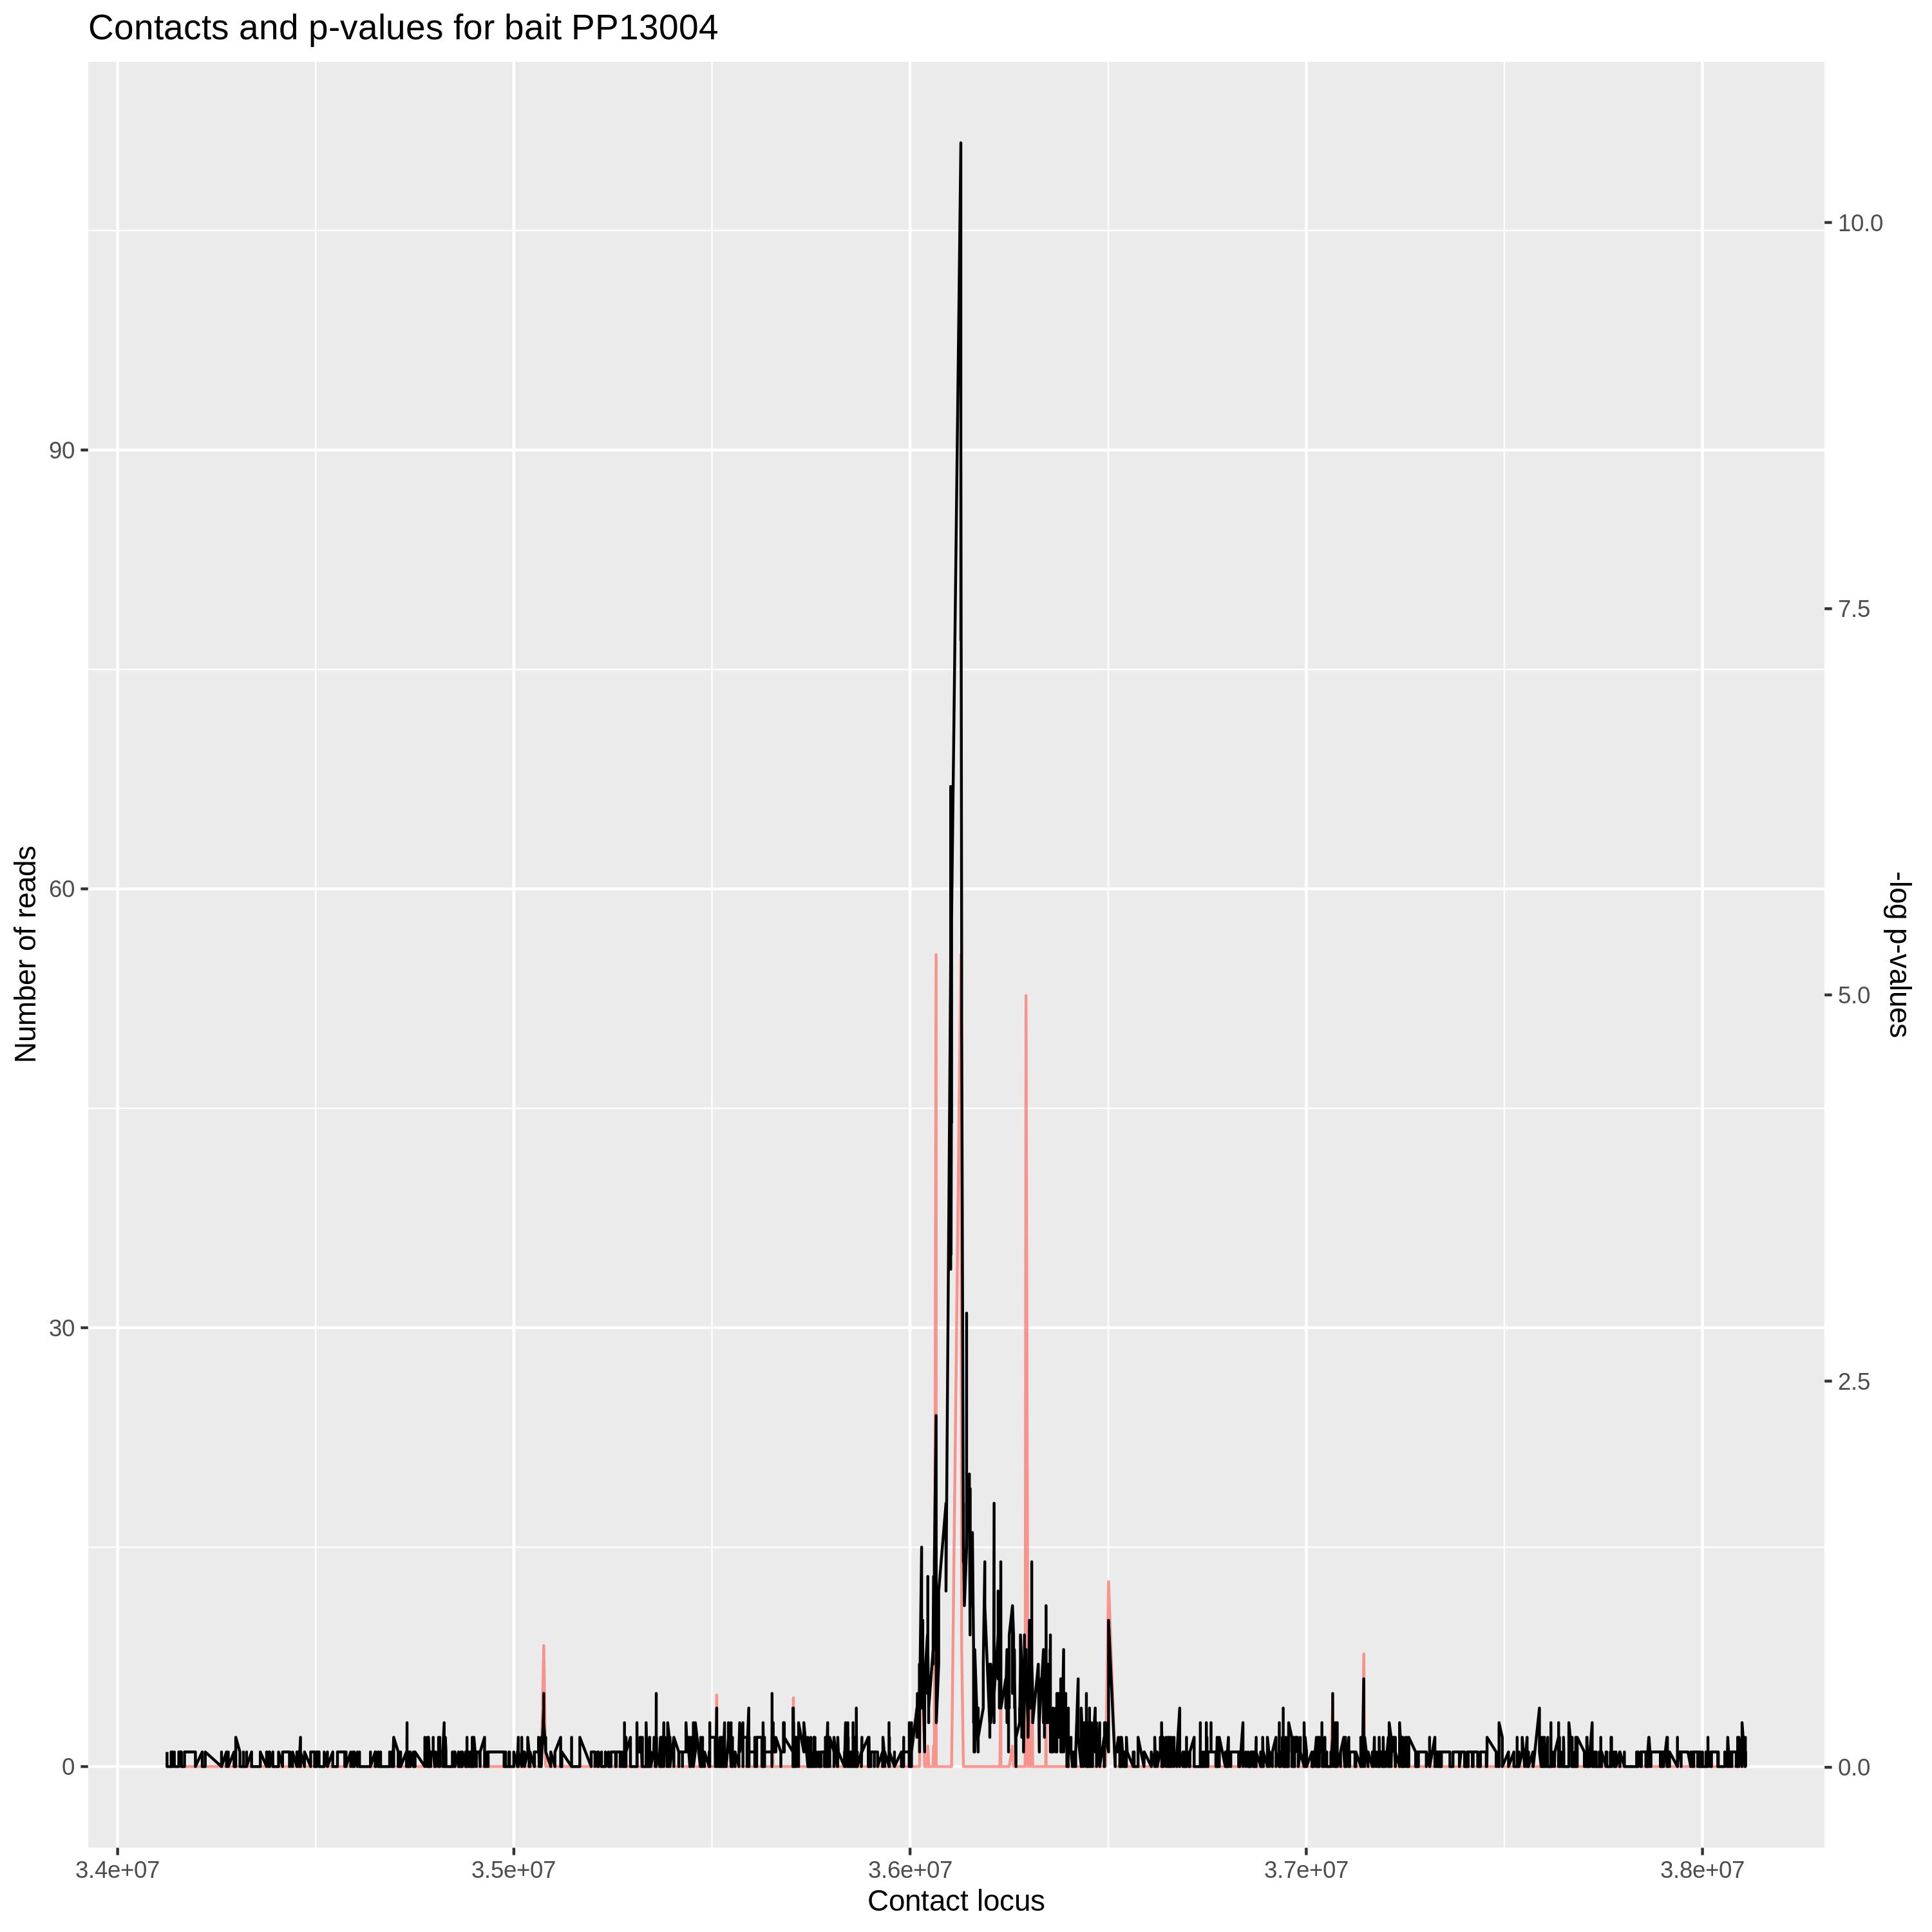 Contacts and p-values for bait PP13004
Number of reads
90
60
30
0
10.0
7.5
5.0
2.5
0.0
-log p-values
3.4e+07 3.5e+07 3.6e+07 3.7e+07 3.8e+07
Contact locus